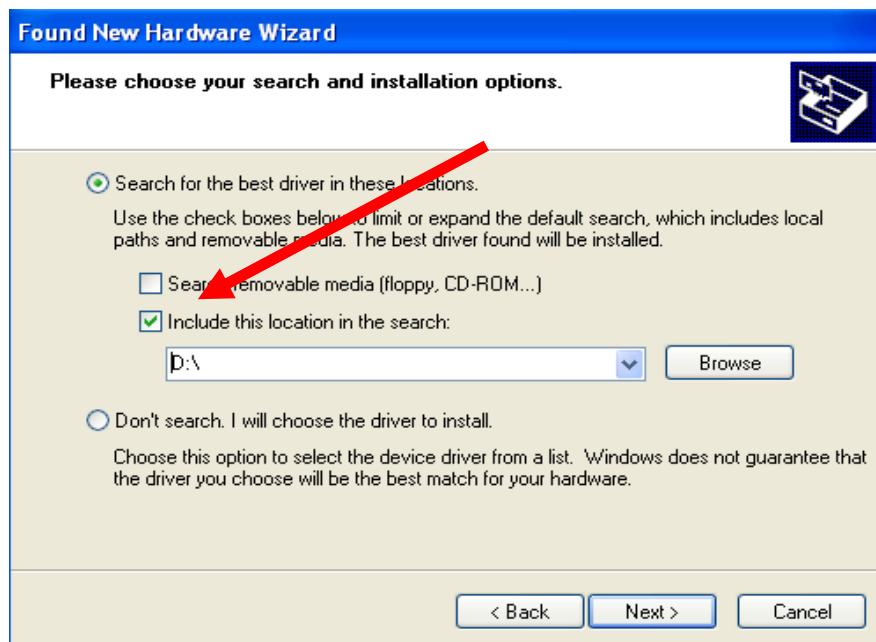 Found New Hardware Wizard
Please choose your search and installation options.
Search for the best driver in these locations.
Use the check boxes below to limit or expand the default search, which includes local
paths and removable media. The best driver found will be installed.
Search removable media (floppy, CD-ROM...)
Include this location in the search:
D:\
Browse
Don't search. I will choose the driver to install.
Choose this option to select the device driver from a list. Windows does not guarantee that
the driver you choose will be the best match for your hardware.
< Back Next > Cancel